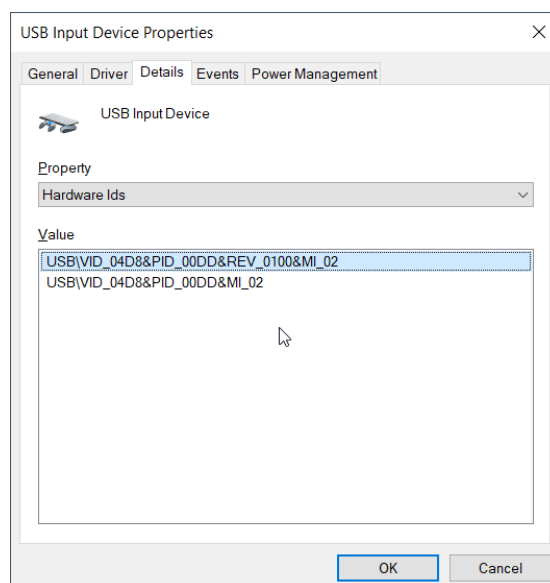 USB Input Device Properties
General Driver Details Events Power Management
USB Input Device
Property
Hardware Ids
Value
USB\VID_04D8&PID_00DD&REV_0100&MI_02
USB\VID_04D8&PID_00DD&MI_02
OK Cancel